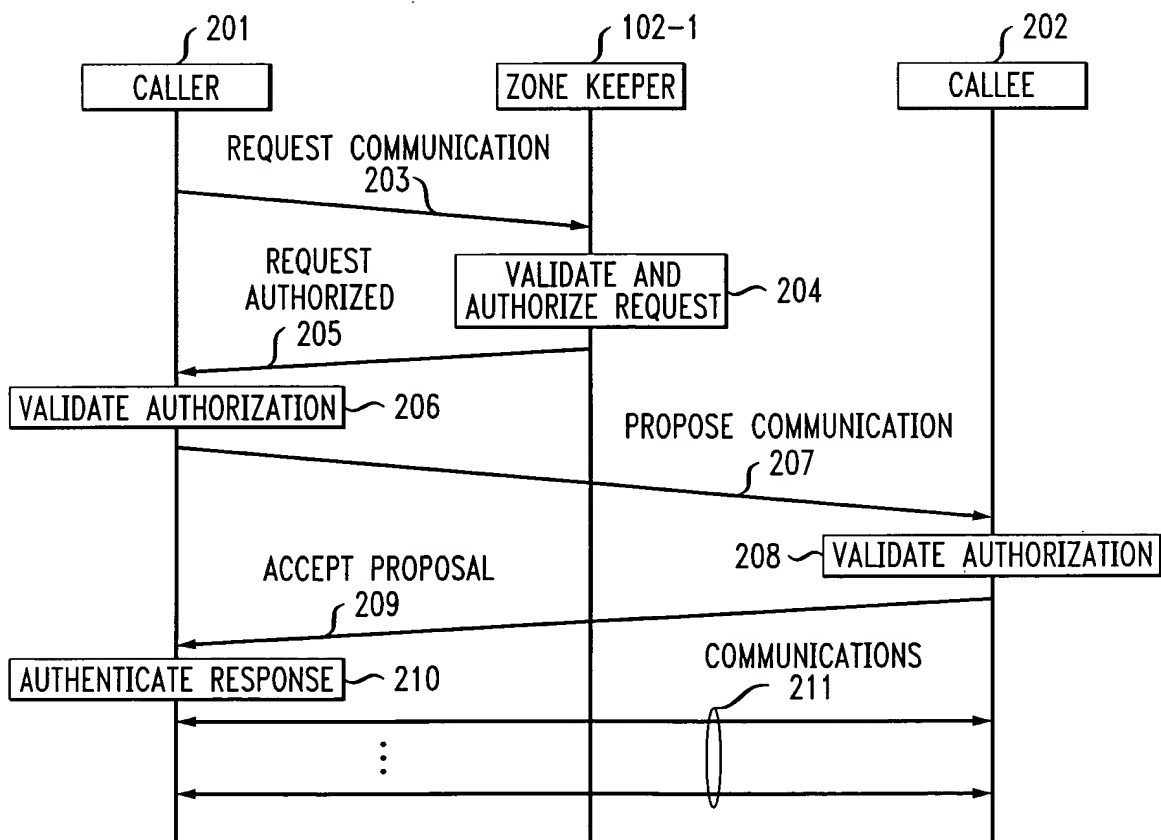 201
102-1
202
CALLER
ZONE KEEPER
CALLEE
REQUEST COMMUNICATION
203
REQUEST
AUTHORIZED
205
VALIDATE AND
AUTHORIZE REQUEST
204
VALIDATE AUTHORIZATION
206
PROPOSE COMMUNICATION
207
208
VALIDATE AUTHORIZATION
ACCEPT PROPOSAL
209
AUTHENTICATE RESPONSE
210
COMMUNICATIONS
211